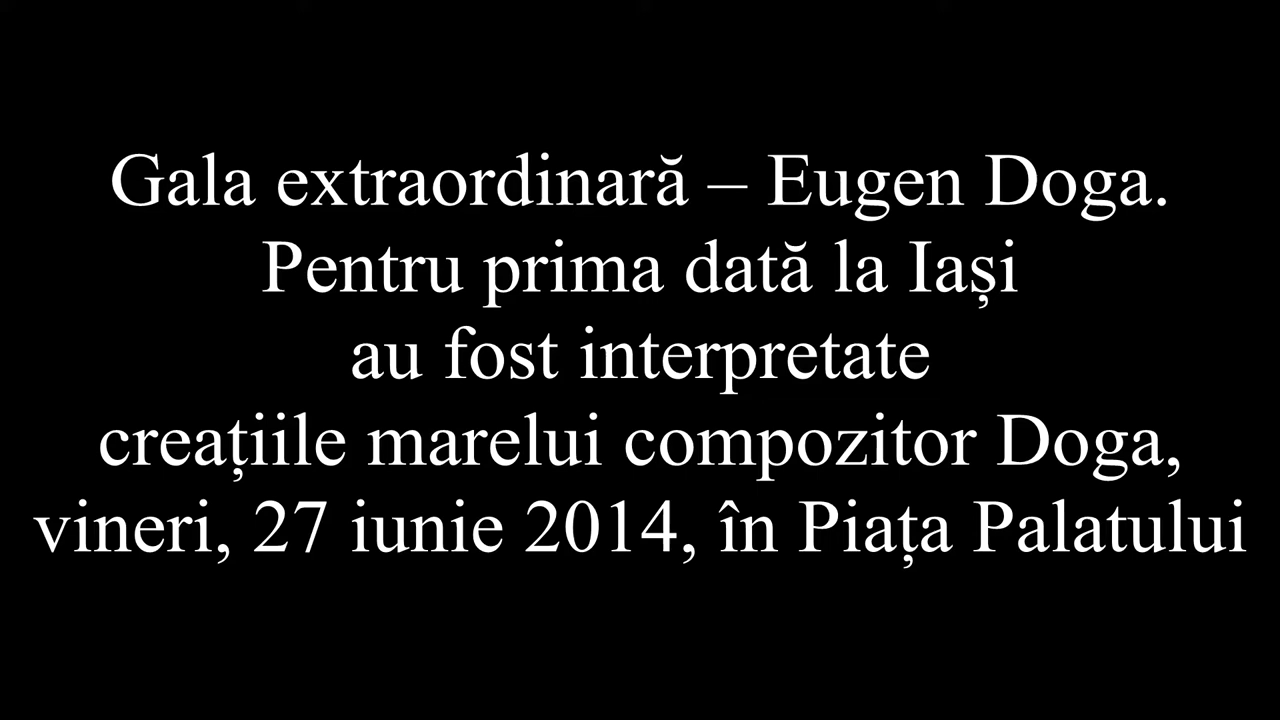 Gala extraordinară – Eugen Doga.
Pentru prima dată la Iași
au fost interpretate
creațiile marelui compozitor Doga,
vineri, 27 iunie 2014, în Piața Palatului